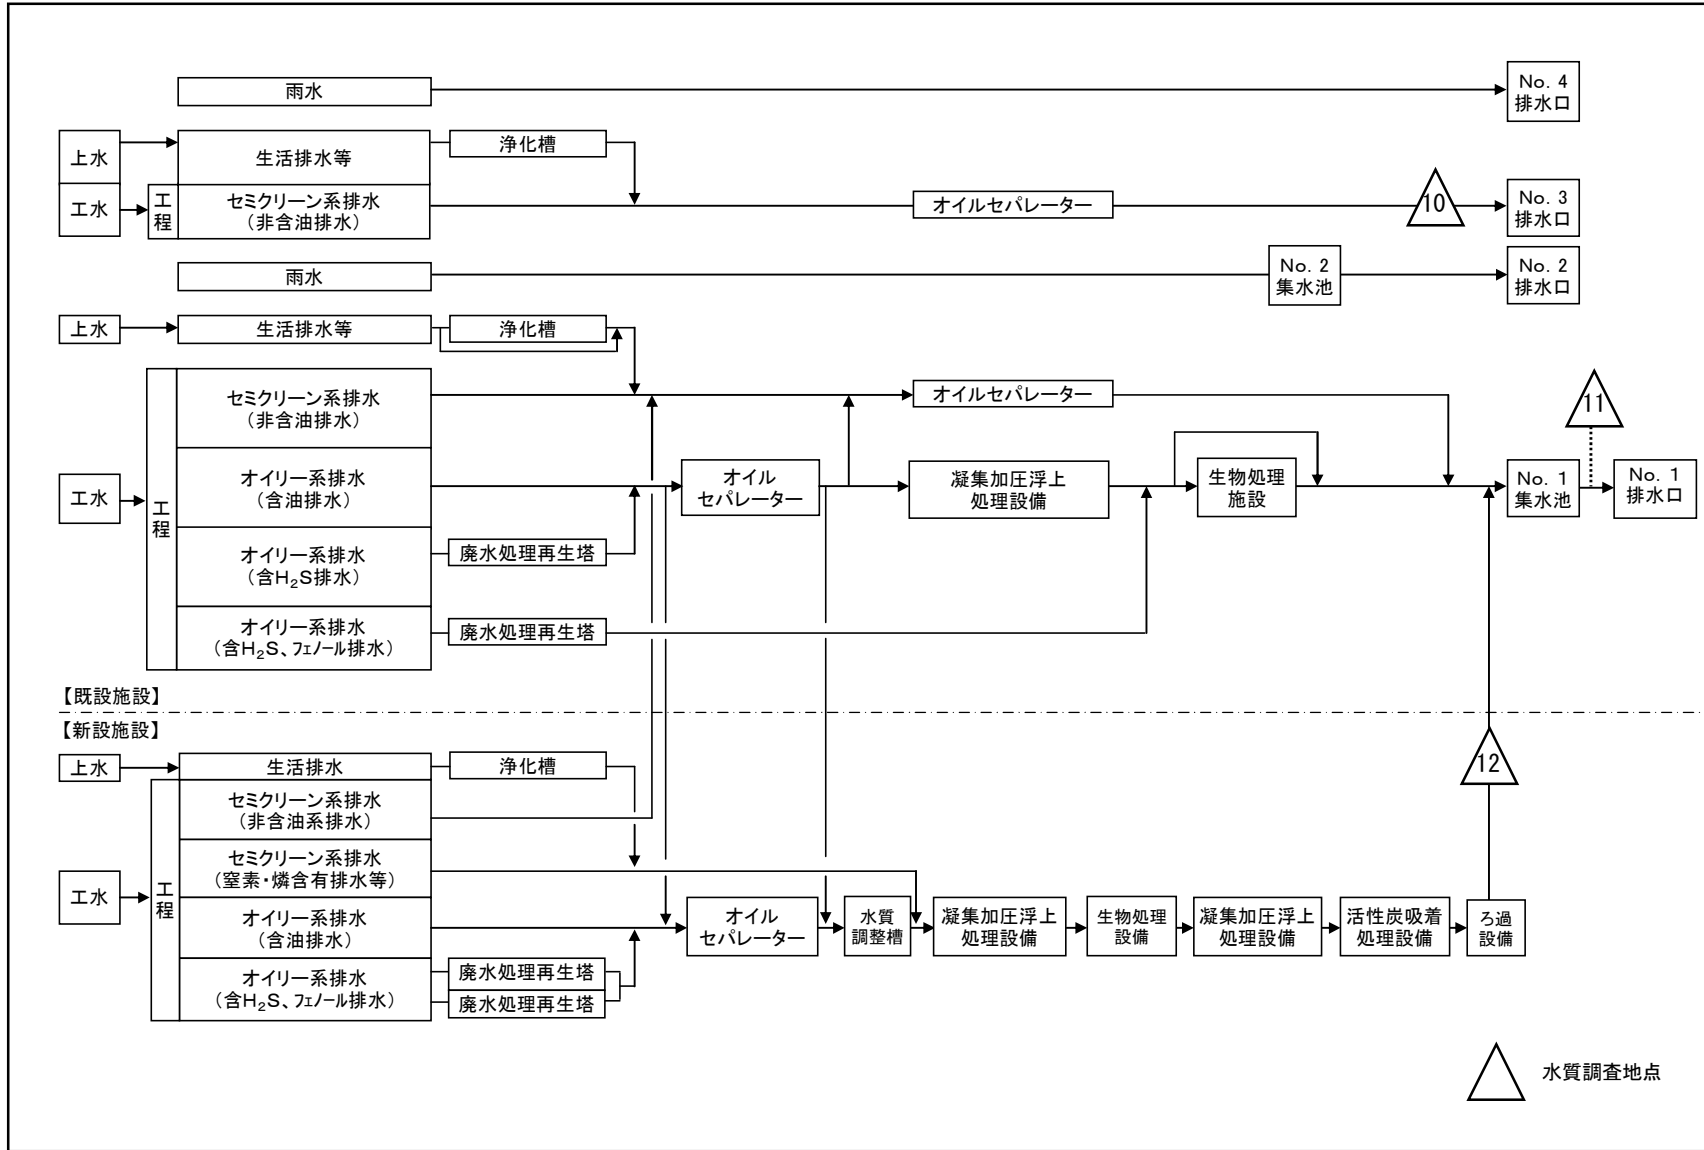 雨水
No. 4
排水口
上水
生活排水等
浄化槽
工水
工程
セミクリーン系排水
(非含油排水)
オイルセパレーター
10
No. 3
排水口
雨水
No. 2
集水池
No. 2
排水口
上水
生活排水等
浄化槽
工水
工程
セミクリーン系排水
(非含油排水)
オイルセパレーター
11
オイリー系排水
(含油排水)
オイル
セパレーター
凝集加圧浮上
処理設備
生物処理
施設
No. 1
集水池
No. 1
排水口
オイリー系排水
(含H₂S排水)
廃水処理再生塔
オイリー系排水
(含H₂S、フェノール排水)
廃水処理再生塔
【既設施設】
【新設施設】
上水
生活排水
浄化槽
12
工水
工程
セミクリーン系排水
(非含油系排水)
セミクリーン系排水
(窒素・燐含有排水等)
オイリー系排水
(含油排水)
オイル
セパレーター
水質
調整槽
凝集加圧浮上
処理設備
生物処理
設備
凝集加圧浮上
処理設備
活性炭吸着
処理設備
ろ過
設備
オイリー系排水
(含H₂S、フェノール排水)
廃水処理再生塔
廃水処理再生塔
水質調査地点